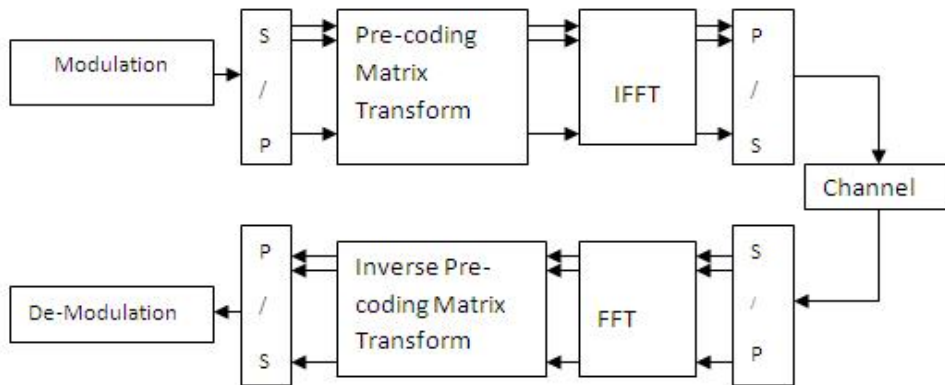 Modulation
S
/
P
Pre-coding
Matrix
Transform
IFFT
P
/
S
Channel
S
/
P
FFT
Inverse Pre-
coding Matrix
Transform
P
/
S
De-Modulation